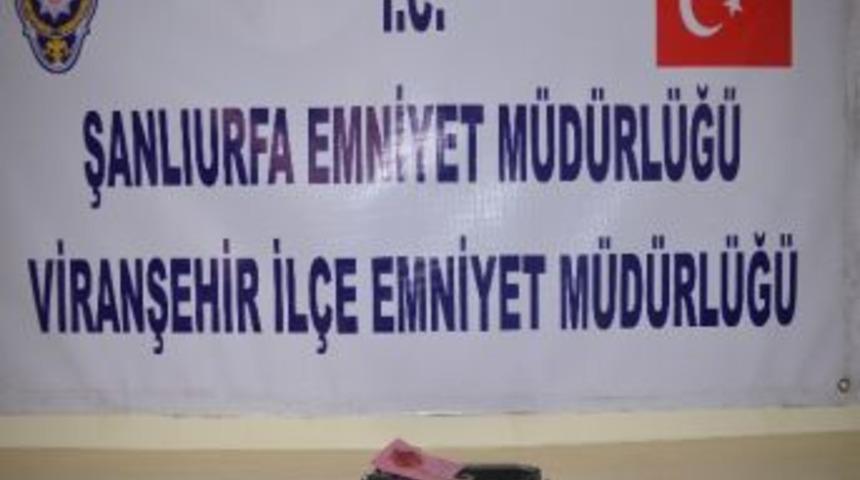 T.C.
ŞANLIURFA EMNİYET MÜDÜRLÜĞÜ
VİRANŞEHİR İLÇE EMNİYET MÜDÜRLÜĞÜ